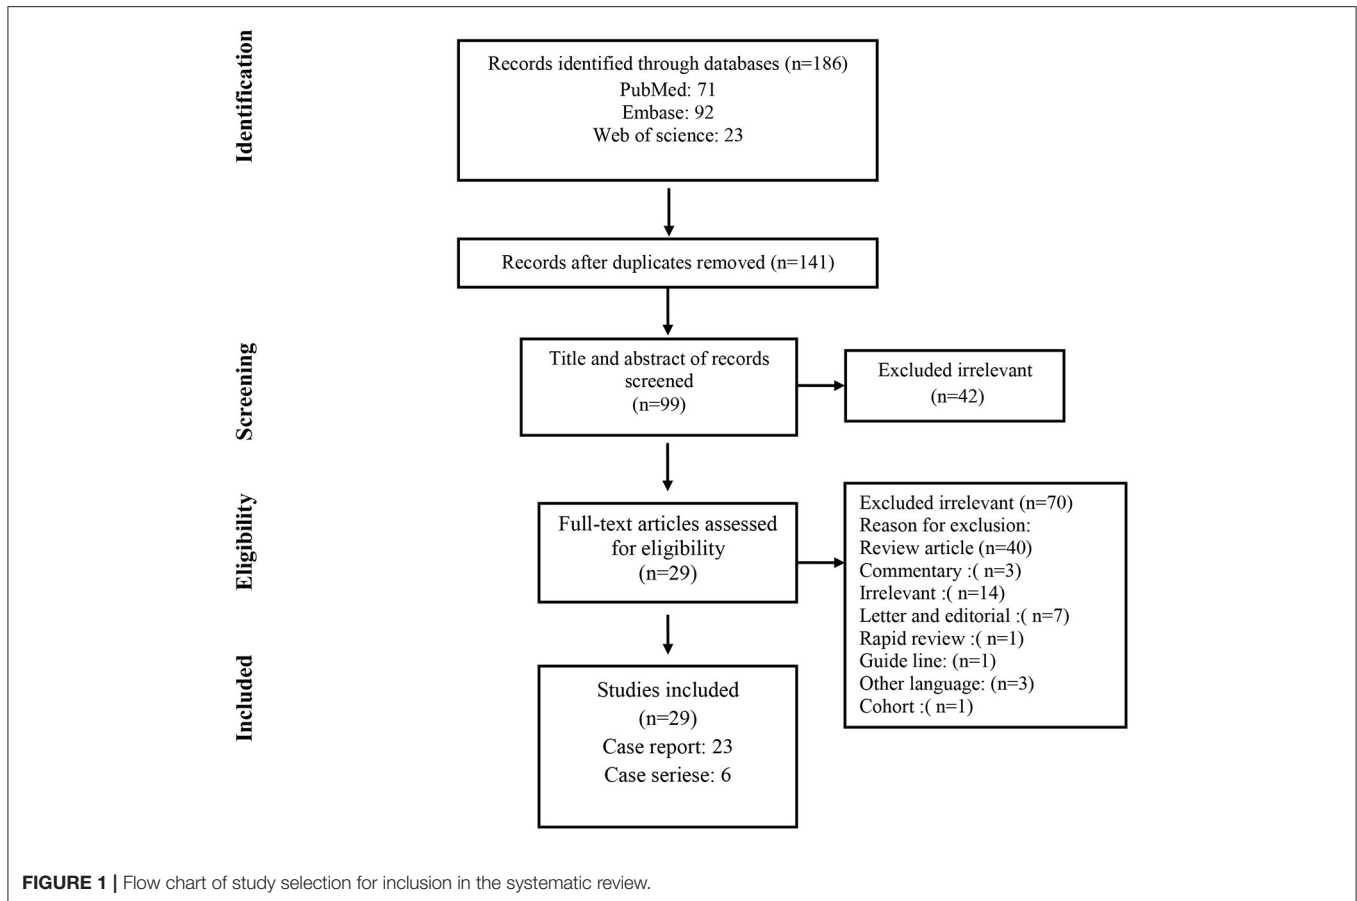 Identification
Records identified through databases (n=186)
PubMed: 71
Embase: 92
Web of science: 23
Records after duplicates removed (n=141)
Screening
Title and abstract of records
screened
(n=99)
Excluded irrelevant
(n=42)
Eligibility
Full-text articles assessed
for eligibility
(n=29)
Excluded irrelevant (n=70)
Reason for exclusion:
Review article (n=40)
Commentary :( n=3)
Irrelevant :( n=14)
Letter and editorial :( n=7)
Rapid review :( n=1)
Guide line: (n=1)
Other language: (n=3)
Cohort :( n=1)
Included
Studies included
(n=29)
Case report: 23
Case seriese: 6
FIGURE 1 | Flow chart of study selection for inclusion in the systematic review.